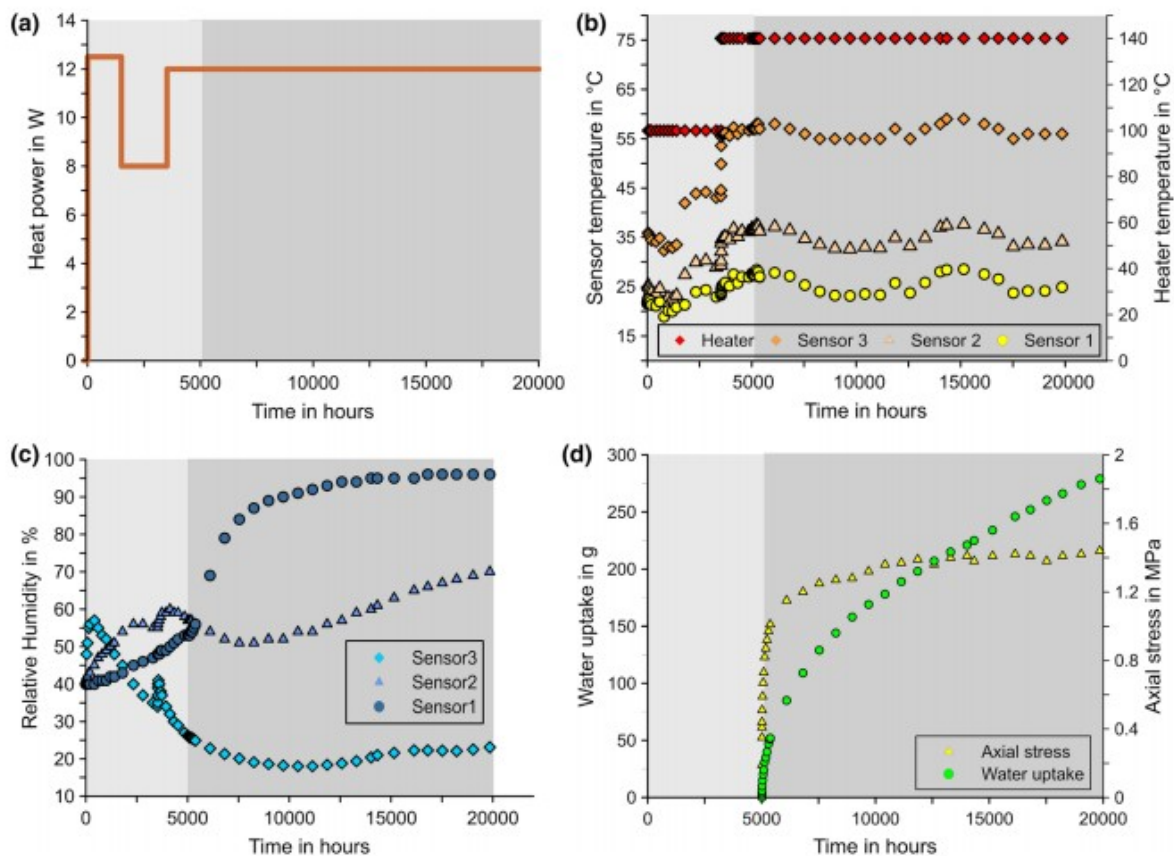 (a)
14
12
10
8
6
4
2
0
Heat power in W
0 5000 10000 15000 20000
Time in hours
(b)
75
65
55
45
35
25
15
Sensor temperature in °C
140
120
100
80
60
40
20
0
Heater temperature in °C
Heater Sensor 3 Sensor 2 Sensor 1
0 5000 10000 15000 20000
Time in hours
(c)
100
90
80
70
60
50
40
30
20
10
Relative Humidity in %
Sensor3
Sensor2
Sensor1
0 5000 10000 15000 20000
Time in hours
(d)
300
250
200
150
100
50
0
Water uptake in g
2
1.6
1.2
0.8
0.4
0
Axial stress in MPa
Axial stress
Water uptake
0 5000 10000 15000 20000
Time in hours